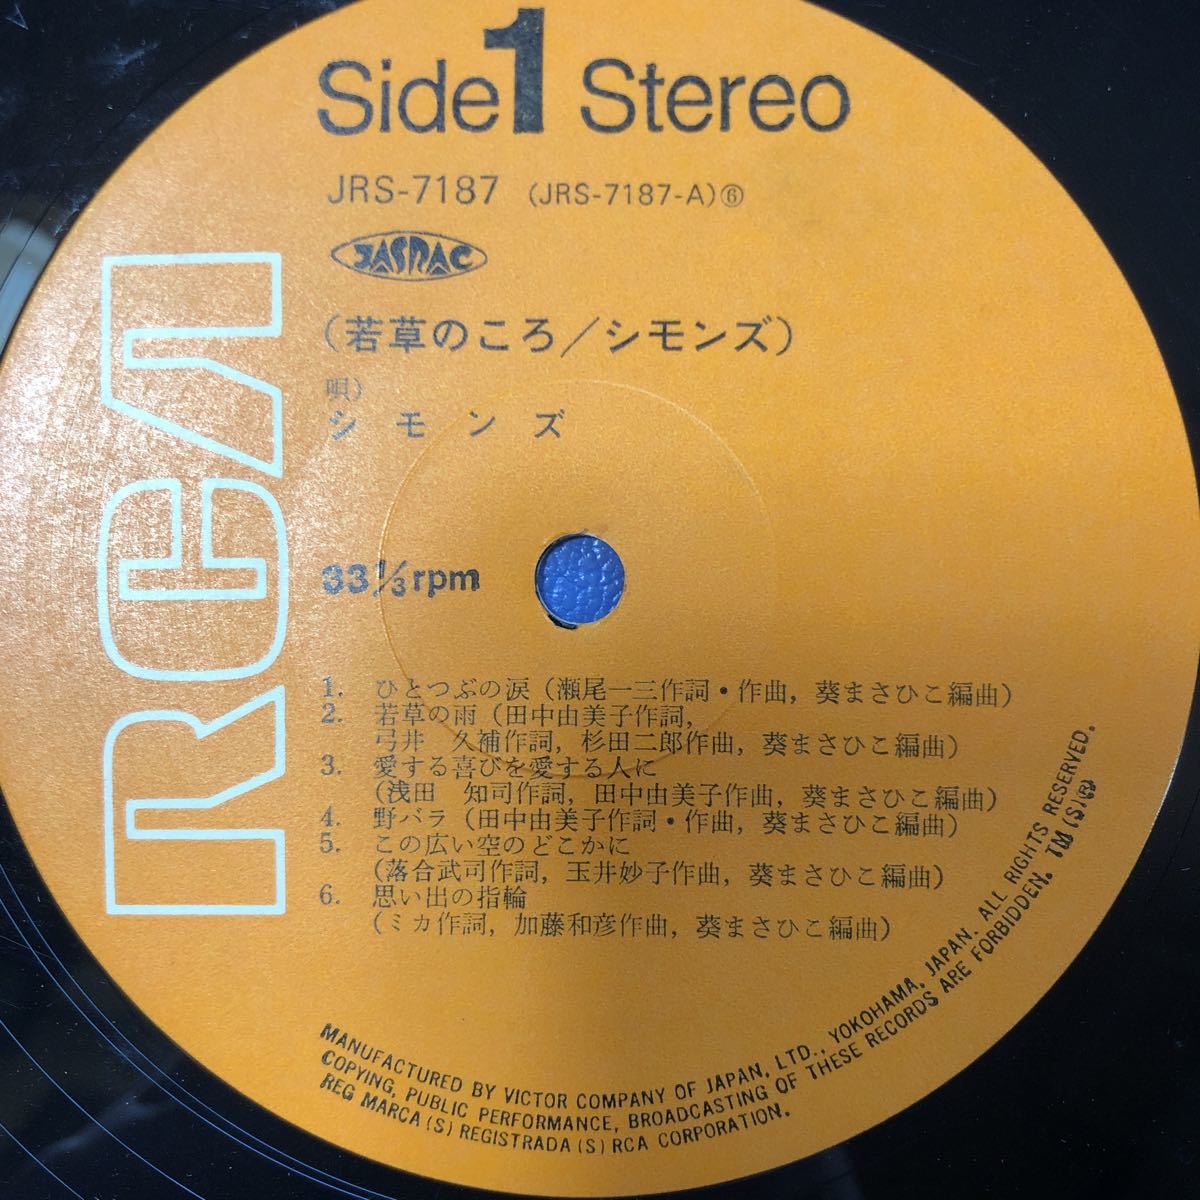 Side 1 Stereo
JRS-7187 (JRS-7187-A)⑥
JASRAC
(若草のころ/シモンズ)
唄)
シモンズ
RCA
33 1/3 rpm
1. ひとつぶの涙(瀬尾一三作詞・作曲, 葵まさひこ編曲)
2. 若草の雨(田中由美子作詞,
弓井 久補作詞, 杉田二郎作曲, 葵まさひこ編曲)
3. 愛する喜びを愛する人に
(浅田 知司作詞, 田中由美子作曲, 葵まさひこ編曲)
4. 野バラ(田中由美子作詞・作曲, 葵まさひこ編曲)
5. この広い空のどこかに
(落合武司作詞, 玉井妙子作曲, 葵まさひこ編曲)
6. 思い出の指輪
(ミカ作詞, 加藤和彦作曲, 葵まさひこ編曲)
MANUFACTURED BY VICTOR COMPANY OF JAPAN, LTD., YOKOHAMA, JAPAN. ALL RIGHTS RESERVED.
COPYING, PUBLIC PERFORMANCE, BROADCASTING OF THESE RECORDS ARE FORBIDDEN. TM(S)®
REG MARCA(S) REGISTRADA(S) RCA CORPORATION.